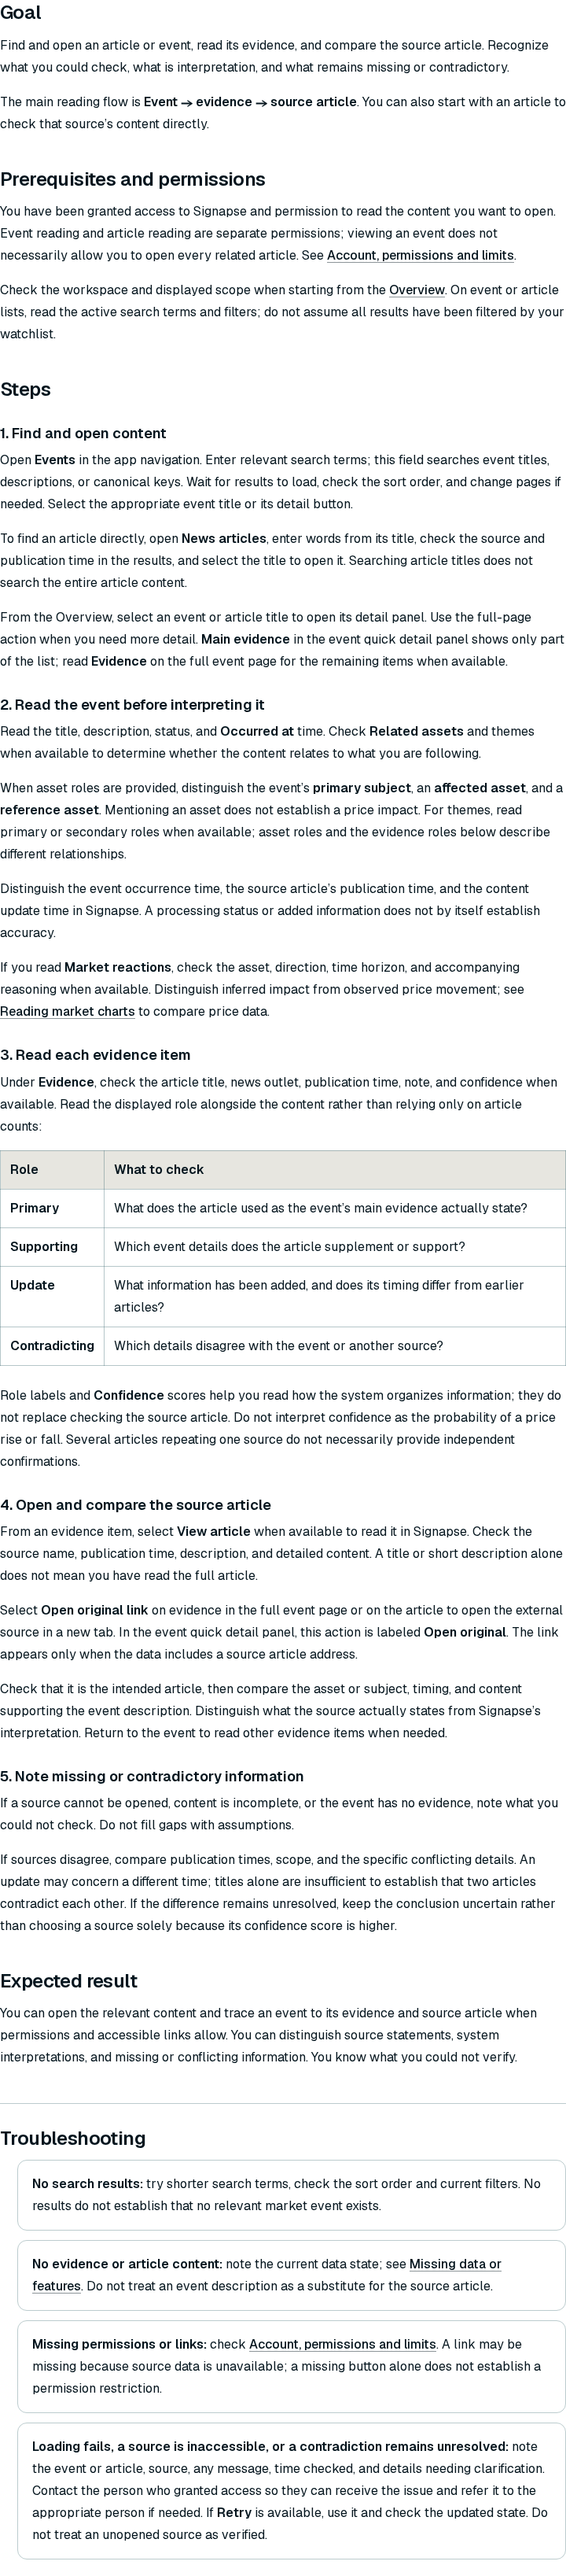 Goal
Find and open an article or event, read its evidence, and compare the source article. Recognize
what you could check, what is interpretation, and what remains missing or contradictory.
The main reading flow is Event → evidence → source article. You can also start with an article to
check that source's content directly.
Prerequisites and permissions
You have been granted access to Signapse and permission to read the content you want to open.
Event reading and article reading are separate permissions; viewing an event does not
necessarily allow you to open every related article. See Account, permissions and limits.
Check the workspace and displayed scope when starting from the Overview. On event or article
lists, read the active search terms and filters; do not assume all results have been filtered by your
watchlist.
Steps
1. Find and open content
Open Events in the app navigation. Enter relevant search terms; this field searches event titles,
descriptions, or canonical keys. Wait for results to load, check the sort order, and change pages if
needed. Select the appropriate event title or its detail button.
To find an article directly, open News articles, enter words from its title, check the source and
publication time in the results, and select the title to open it. Searching article titles does not
search the entire article content.
From the Overview, select an event or article title to open its detail panel. Use the full-page
action when you need more detail. Main evidence in the event quick detail panel shows only part
of the list; read Evidence on the full event page for the remaining items when available.
2. Read the event before interpreting it
Read the title, description, status, and Occurred at time. Check Related assets and themes
when available to determine whether the content relates to what you are following.
When asset roles are provided, distinguish the event's primary subject, an affected asset, and a
reference asset. Mentioning an asset does not establish a price impact. For themes, read
primary or secondary roles when available; asset roles and the evidence roles below describe
different relationships.
Distinguish the event occurrence time, the source article's publication time, and the content
update time in Signapse. A processing status or added information does not by itself establish
accuracy.
If you read Market reactions, check the asset, direction, time horizon, and accompanying
reasoning when available. Distinguish inferred impact from observed price movement; see
Reading market charts to compare price data.
3. Read each evidence item
Under Evidence, check the article title, news outlet, publication time, note, and confidence when
available. Read the displayed role alongside the content rather than relying only on article
counts:
Role What to check
Primary What does the article used as the event's main evidence actually state?
Supporting Which event details does the article supplement or support?
Update What information has been added, and does its timing differ from earlier
articles?
Contradicting Which details disagree with the event or another source?
Role labels and Confidence scores help you read how the system organizes information; they do
not replace checking the source article. Do not interpret confidence as the probability of a price
rise or fall. Several articles repeating one source do not necessarily provide independent
confirmations.
4. Open and compare the source article
From an evidence item, select View article when available to read it in Signapse. Check the
source name, publication time, description, and detailed content. A title or short description alone
does not mean you have read the full article.
Select Open original link on evidence in the full event page or on the article to open the external
source in a new tab. In the event quick detail panel, this action is labeled Open original. The link
appears only when the data includes a source article address.
Check that it is the intended article, then compare the asset or subject, timing, and content
supporting the event description. Distinguish what the source actually states from Signapse's
interpretation. Return to the event to read other evidence items when needed.
5. Note missing or contradictory information
If a source cannot be opened, content is incomplete, or the event has no evidence, note what you
could not check. Do not fill gaps with assumptions.
If sources disagree, compare publication times, scope, and the specific conflicting details. An
update may concern a different time; titles alone are insufficient to establish that two articles
contradict each other. If the difference remains unresolved, keep the conclusion uncertain rather
than choosing a source solely because its confidence score is higher.
Expected result
You can open the relevant content and trace an event to its evidence and source article when
permissions and accessible links allow. You can distinguish source statements, system
interpretations, and missing or conflicting information. You know what you could not verify.
Troubleshooting
No search results: try shorter search terms, check the sort order and current filters. No
results do not establish that no relevant market event exists.
No evidence or article content: note the current data state; see Missing data or
features. Do not treat an event description as a substitute for the source article.
Missing permissions or links: check Account, permissions and limits. A link may be
missing because source data is unavailable; a missing button alone does not establish a
permission restriction.
Loading fails, a source is inaccessible, or a contradiction remains unresolved: note
the event or article, source, any message, time checked, and details needing clarification.
Contact the person who granted access so they can receive the issue and refer it to the
appropriate person if needed. If Retry is available, use it and check the updated state. Do
not treat an unopened source as verified.